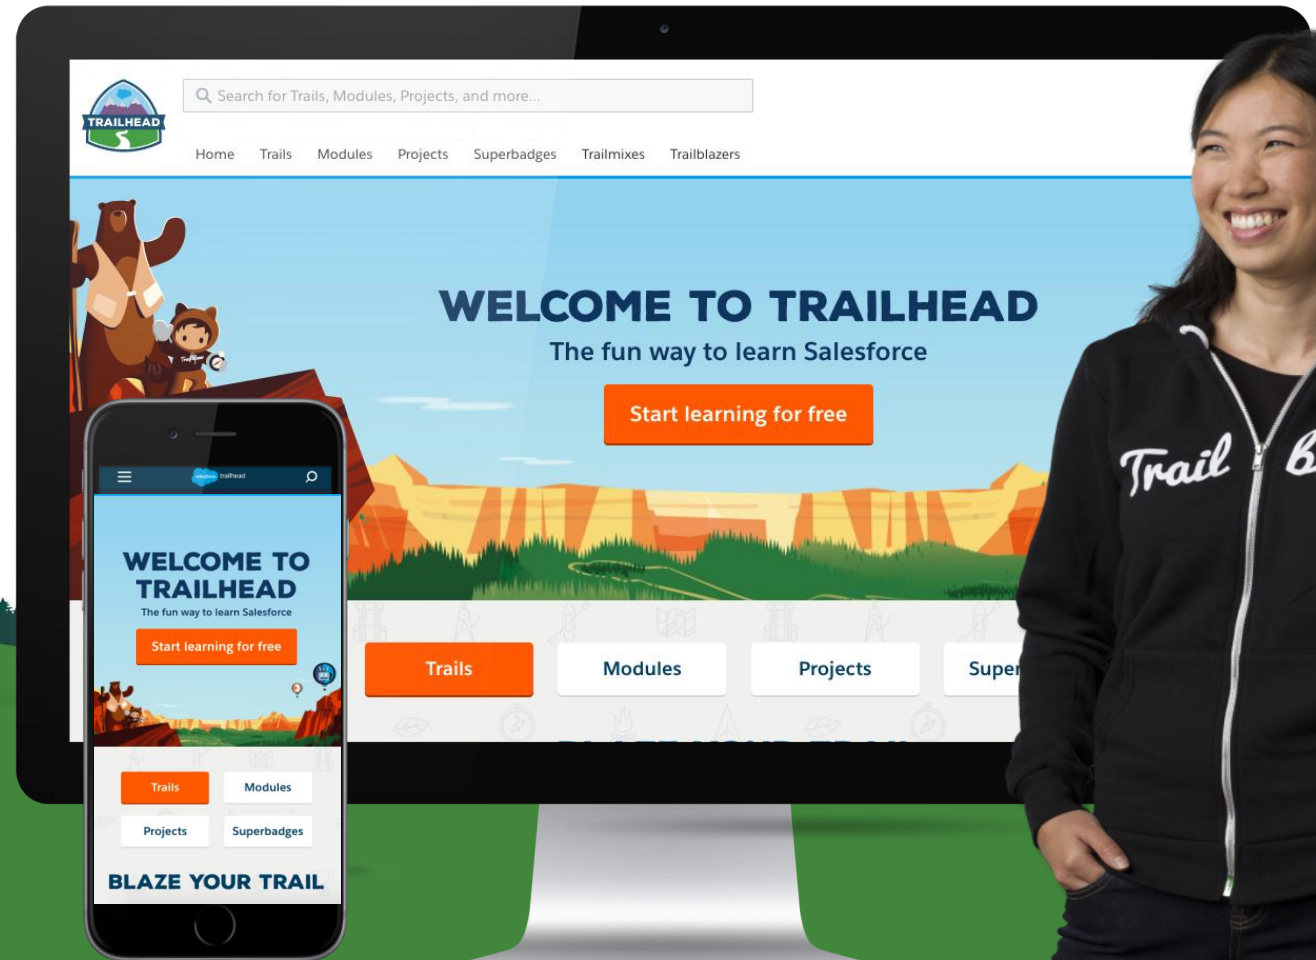 TRAILHEAD
Search for Trails, Modules, Projects, and more...
Home Trails Modules Projects Superbadges Trailmixes Trailblazers
WELCOME TO TRAILHEAD
The fun way to learn Salesforce
Start learning for free
Trails Modules Projects Super
Trail B
salesforce trailhead
WELCOME TO
TRAILHEAD
The fun way to learn Salesforce
Start learning for free
Trails Modules
Projects Superbadges
BLAZE YOUR TRAIL